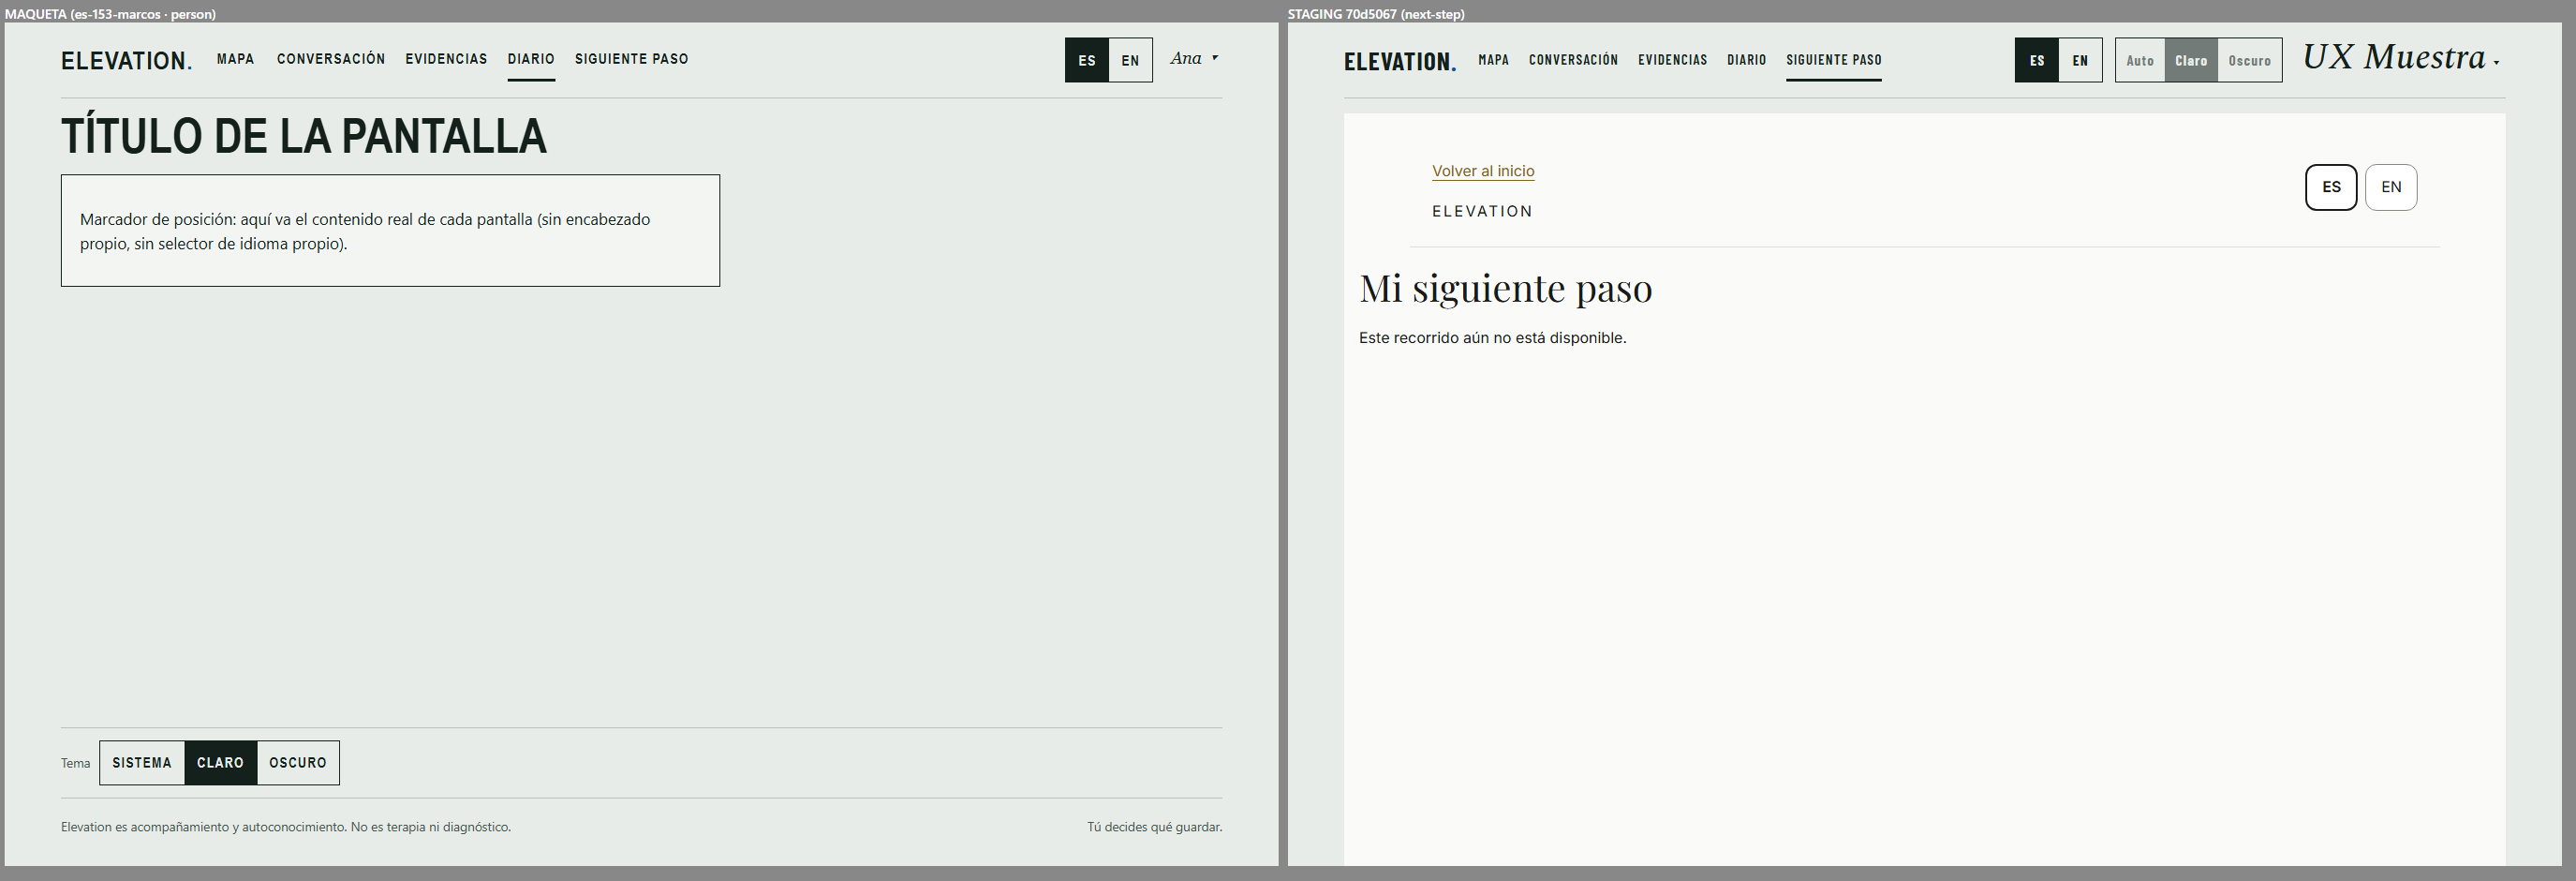 MAQUETA (es-153-marcos · person)
ELEVATION. MAPA CONVERSACIÓN EVIDENCIAS DIARIO SIGUIENTE PASO ES EN Ana
TÍTULO DE LA PANTALLA
Marcador de posición: aquí va el contenido real de cada pantalla (sin encabezado
propio, sin selector de idioma propio).
Tema SISTEMA CLARO OSCURO
Elevation es acompañamiento y autoconocimiento. No es terapia ni diagnóstico. Tú decides qué guardar.
STAGING 70d5067 (next-step)
ELEVATION. MAPA CONVERSACIÓN EVIDENCIAS DIARIO SIGUIENTE PASO ES EN Auto Claro Oscuro UX Muestra
Volver al inicio
ES EN
ELEVATION
Mi siguiente paso
Este recorrido aún no está disponible.